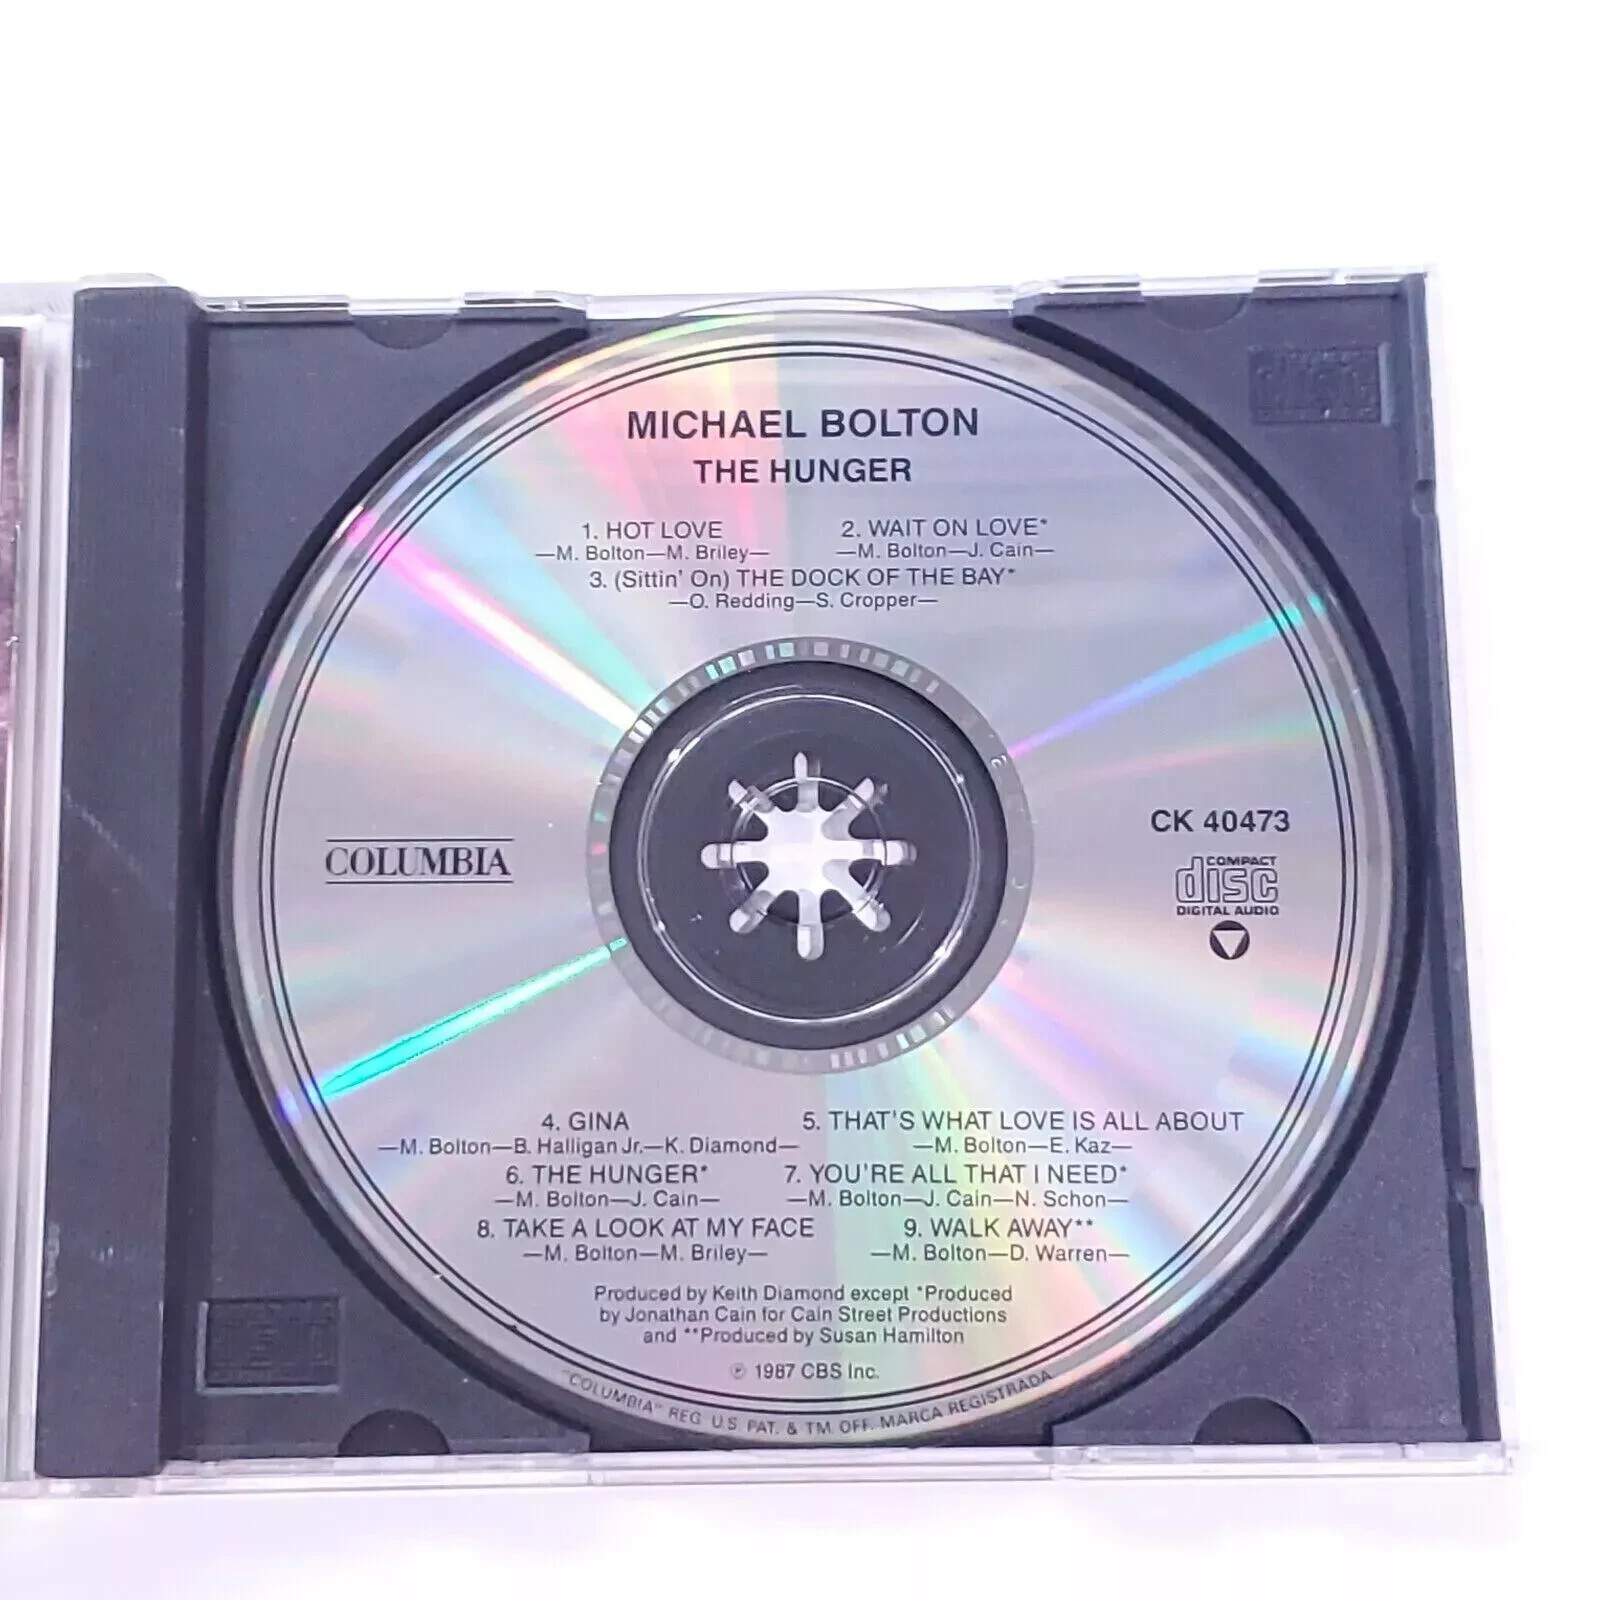 MICHAEL BOLTON
THE HUNGER
1. HOT LOVE 2. WAIT ON LOVE*
—M. Bolton—M. Briley— —M. Bolton—J. Cain—
3. (Sittin' On) THE DOCK OF THE BAY*
—O. Redding—S. Cropper—
COLUMBIA
CK 40473
COMPACT
disc
DIGITAL AUDIO
4. GINA 5. THAT'S WHAT LOVE IS ALL ABOUT
—M. Bolton—B. Halligan Jr.—K. Diamond— —M. Bolton—E. Kaz—
6. THE HUNGER* 7. YOU'RE ALL THAT I NEED*
—M. Bolton—J. Cain— —M. Bolton—J. Cain—N. Schon—
8. TAKE A LOOK AT MY FACE 9. WALK AWAY**
—M. Bolton—M. Briley— —M. Bolton—D. Warren—
Produced by Keith Diamond except *Produced
by Jonathan Cain for Cain Street Productions
and **Produced by Susan Hamilton
℗ 1987 CBS Inc.
"COLUMBIA" REG. U.S. PAT. & TM. OFF. MARCA REGISTRADA